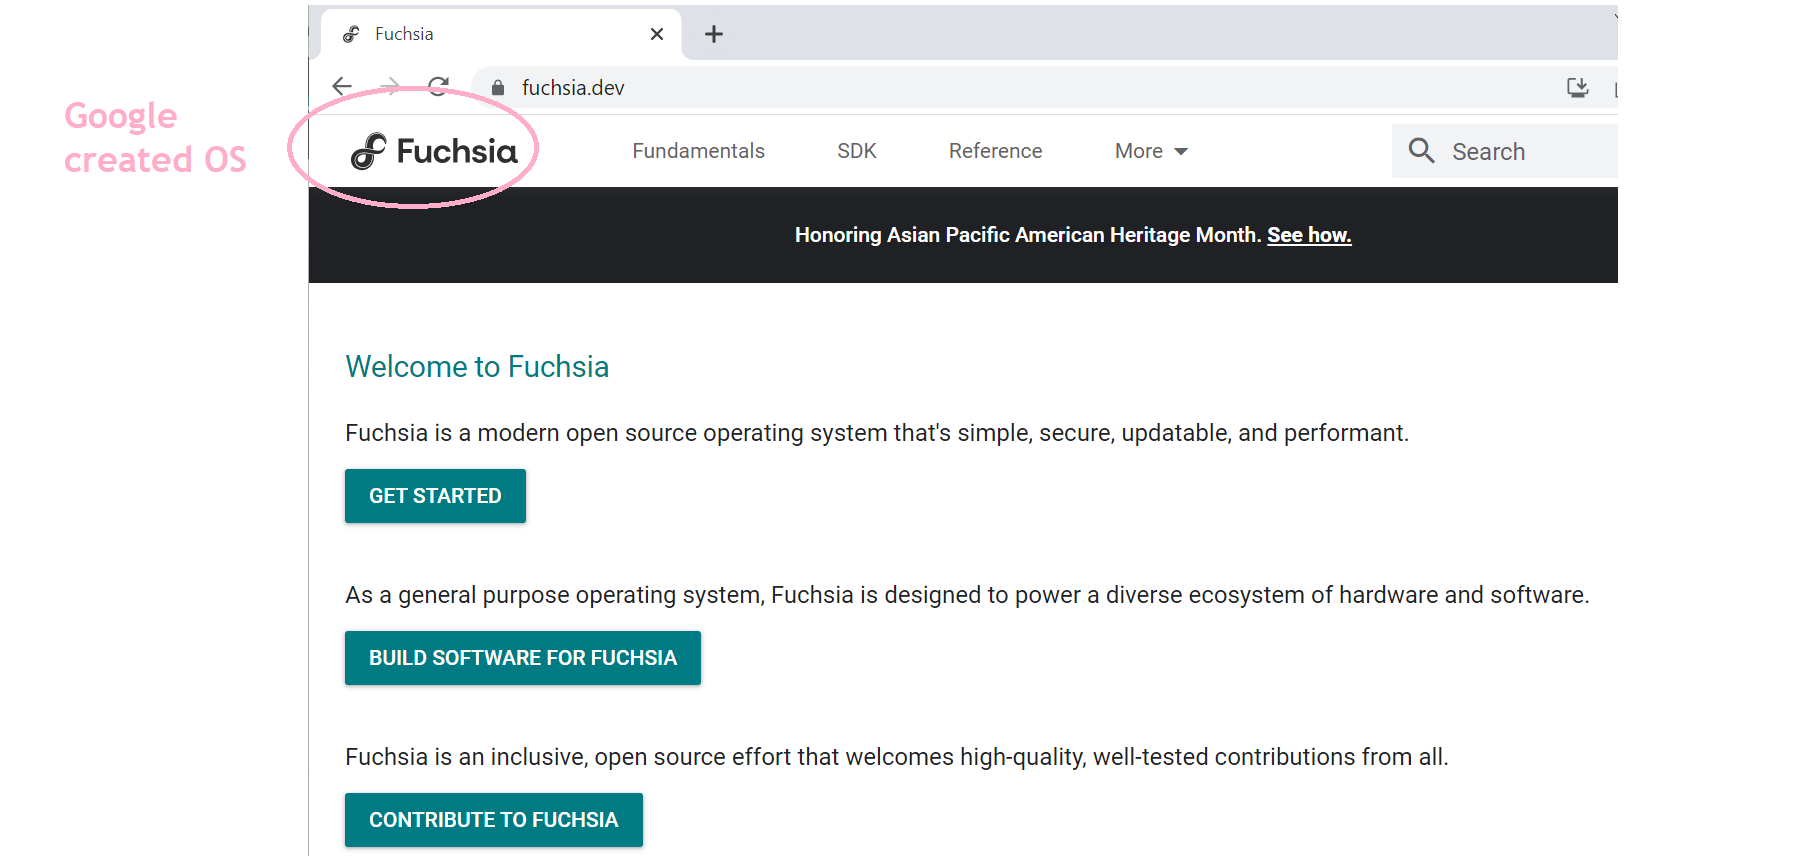 Fuchsia
fuchsia.dev
Google
created OS
Fuchsia
Fundamentals
SDK
Reference
More
Search
Honoring Asian Pacific American Heritage Month. See how.
Welcome to Fuchsia
Fuchsia is a modern open source operating system that's simple, secure, updatable, and performant.
GET STARTED
As a general purpose operating system, Fuchsia is designed to power a diverse ecosystem of hardware and software.
BUILD SOFTWARE FOR FUCHSIA
Fuchsia is an inclusive, open source effort that welcomes high-quality, well-tested contributions from all.
CONTRIBUTE TO FUCHSIA